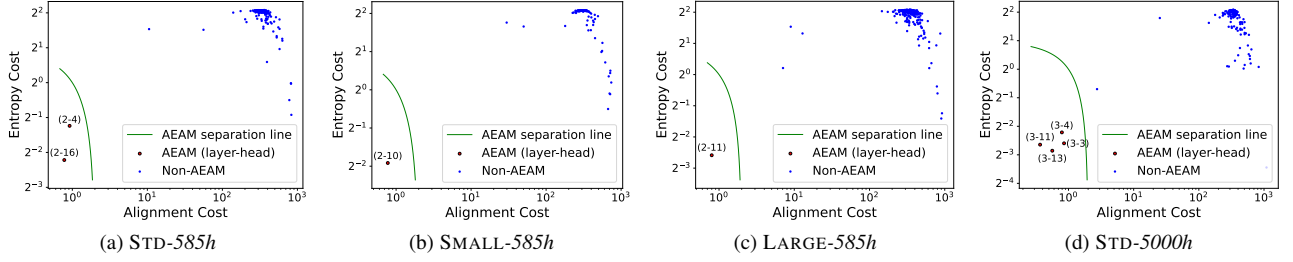 Entropy Cost
2^2
2^1
2^0
2^−1
2^−2
2^−3
(2-4)
(2-16)
AEAM separation line
AEAM (layer-head)
Non-AEAM
10^0
10^1
10^2
10^3
Alignment Cost
(a) STD-585h
Entropy Cost
2^2
2^1
2^0
2^−1
2^−2
(2-10)
AEAM separation line
AEAM (layer-head)
Non-AEAM
10^0
10^1
10^2
10^3
Alignment Cost
(b) SMALL-585h
Entropy Cost
2^2
2^1
2^0
2^−1
2^−2
2^−3
(2-11)
AEAM separation line
AEAM (layer-head)
Non-AEAM
10^0
10^1
10^2
10^3
Alignment Cost
(c) LARGE-585h
Entropy Cost
2^2
2^1
2^0
2^−1
2^−2
2^−3
2^−4
(3-4)
(3-11)
(3-3)
(3-13)
AEAM separation line
AEAM (layer-head)
Non-AEAM
10^0
10^1
10^2
10^3
Alignment Cost
(d) STD-5000h